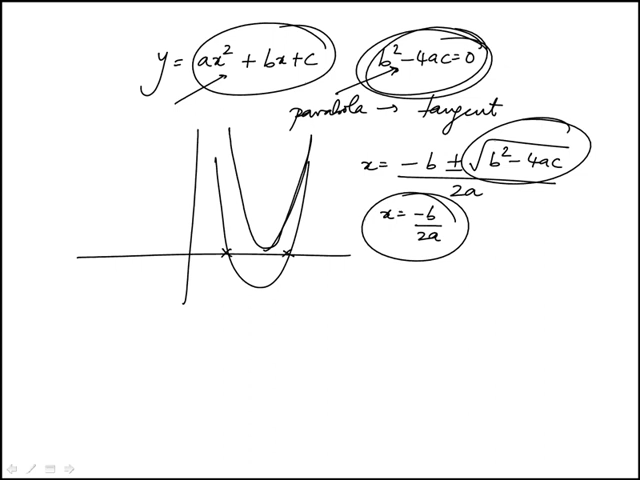 y = ax² + bx + c
b² - 4ac = 0
parabola → tangent
x = -b ± √b² - 4ac / 2a
x = -b / 2a